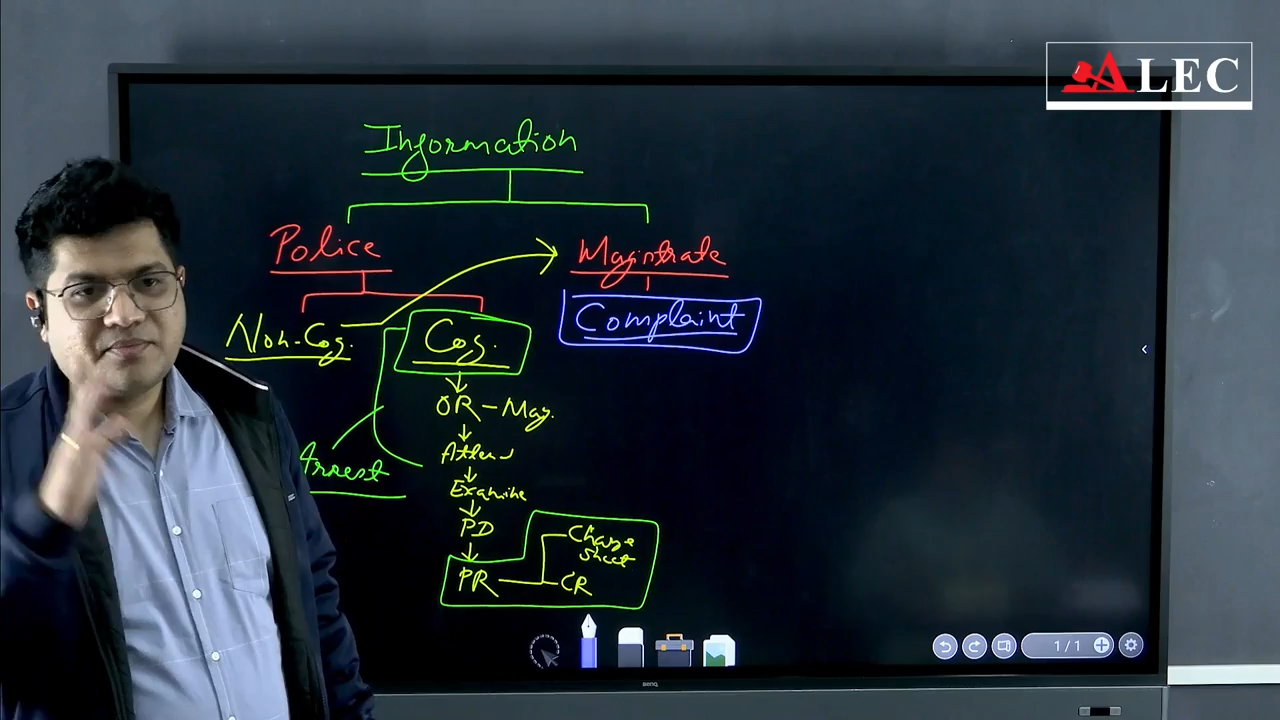 ALEC
Information
Police
Magistrate
Non-Cog.
Cog.
Complaint
OR - Mag.
Arrest
Examine
PD
Charge
Sheet
PR
CR
1/1
BenQ